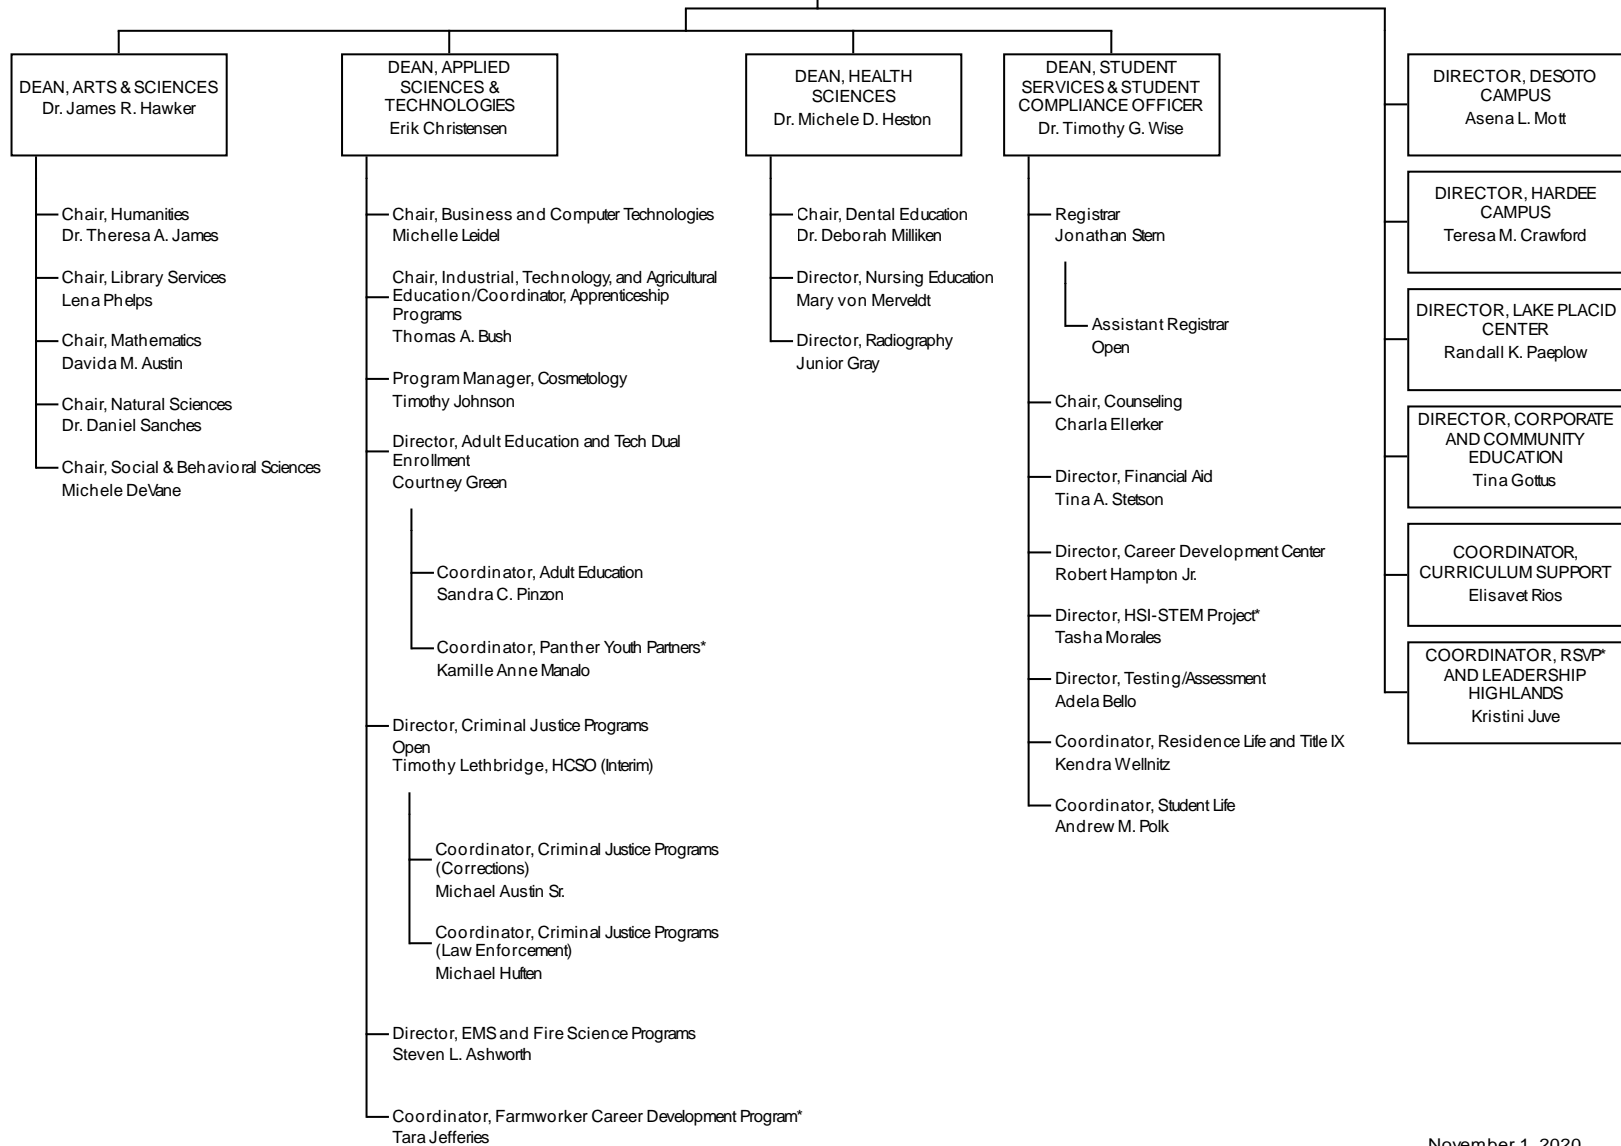 DEAN, ARTS & SCIENCES
Dr. James R. Hawker
Chair, Humanities
Dr. Theresa A. James
Chair, Library Services
Lena Phelps
Chair, Mathematics
Davida M. Austin
Chair, Natural Sciences
Dr. Daniel Sanches
Chair, Social & Behavioral Sciences
Michele DeVane
DEAN, APPLIED
SCIENCES &
TECHNOLOGIES
Erik Christensen
Chair, Business and Computer Technologies
Michelle Leidel
Chair, Industrial, Technology, and Agricultural
Education/Coordinator, Apprenticeship
Programs
Thomas A. Bush
Program Manager, Cosmetology
Timothy Johnson
Director, Adult Education and Tech Dual
Enrollment
Courtney Green
Coordinator, Adult Education
Sandra C. Pinzon
Coordinator, Panther Youth Partners*
Kamille Anne Manalo
Director, Criminal Justice Programs
Open
Timothy Lethbridge, HCSO (Interim)
Coordinator, Criminal Justice Programs
(Corrections)
Michael Austin Sr.
Coordinator, Criminal Justice Programs
(Law Enforcement)
Michael Huften
Director, EMS and Fire Science Programs
Steven L. Ashworth
Coordinator, Farmworker Career Development Program*
Tara Jefferies
DEAN, HEALTH
SCIENCES
Dr. Michele D. Heston
Chair, Dental Education
Dr. Deborah Milliken
Director, Nursing Education
Mary von Merveldt
Director, Radiography
Junior Gray
DEAN, STUDENT
SERVICES & STUDENT
COMPLIANCE OFFICER
Dr. Timothy G. Wise
Registrar
Jonathan Stern
Assistant Registrar
Open
Chair, Counseling
Charla Ellerker
Director, Financial Aid
Tina A. Stetson
Director, Career Development Center
Robert Hampton Jr.
Director, HSI-STEM Project*
Tasha Morales
Director, Testing/Assessment
Adela Bello
Coordinator, Residence Life and Title IX
Kendra Wellnitz
Coordinator, Student Life
Andrew M. Polk
DIRECTOR, DESOTO
CAMPUS
Asena L. Mott
DIRECTOR, HARDEE
CAMPUS
Teresa M. Crawford
DIRECTOR, LAKE PLACID
CENTER
Randall K. Paeplow
DIRECTOR, CORPORATE
AND COMMUNITY
EDUCATION
Tina Gottus
COORDINATOR,
CURRICULUM SUPPORT
Elisavet Rios
COORDINATOR, RSVP*
AND LEADERSHIP
HIGHLANDS
Kristini Juve
November 1, 2020